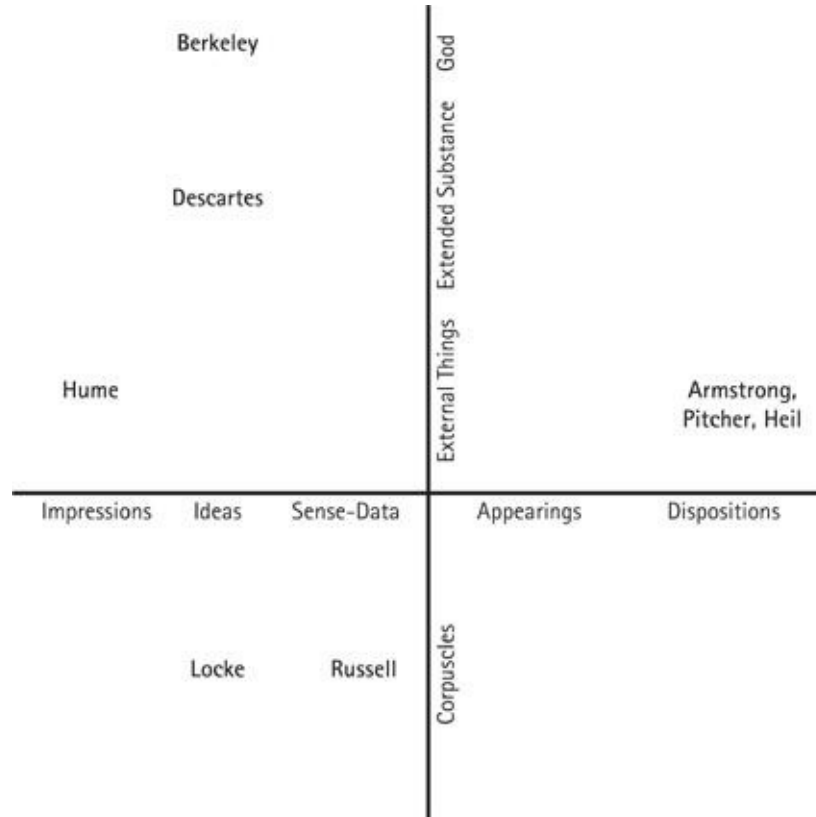 Berkeley
God
Descartes
Extended Substance
Hume
External Things
Armstrong,
Pitcher, Heil
Impressions
Ideas
Sense-Data
Appearings
Dispositions
Locke
Russell
Corpuscles